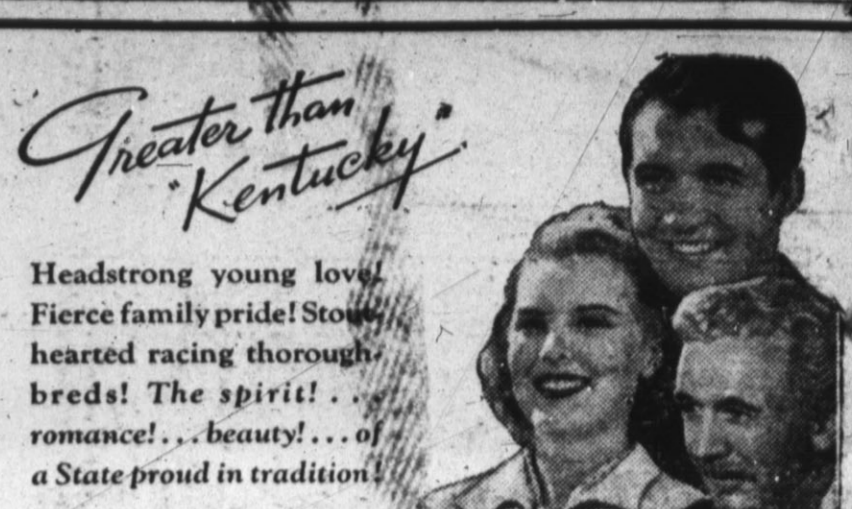 Greater than
"Kentucky"
Headstrong young love!
Fierce family pride! Stout-
hearted racing thorough-
breds! The spirit! . . .
romance! . . . beauty! . . . of
a State proud in tradition!